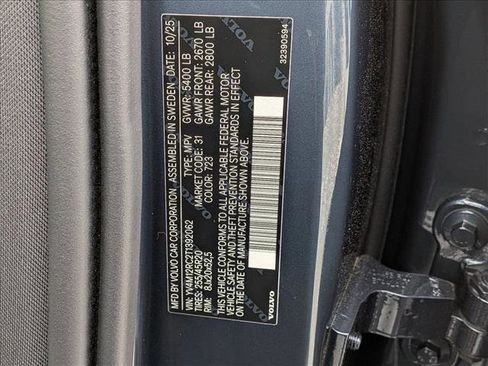 MFD BY VOLVO CAR CORPORATION, ASSEMBLED IN SWEDEN, DATE: 10/25
VIN: YV4M12RC2T1392062 TYPE: MPV GVWR: 5400 LB
TIRES: 255/45R20 MARKET CODE: 31 GAWR FRONT: 2670 LB
RIM: 8Jx20x52,5 COLOR: 723 GAWR REAR: 2800 LB
THIS VEHICLE CONFORMS TO ALL APPLICABLE FEDERAL MOTOR
VEHICLE SAFETY AND THEFT PREVENTION STANDARDS IN EFFECT
ON THE DATE OF MANUFACTURE SHOWN ABOVE.
VOLVO
32390594